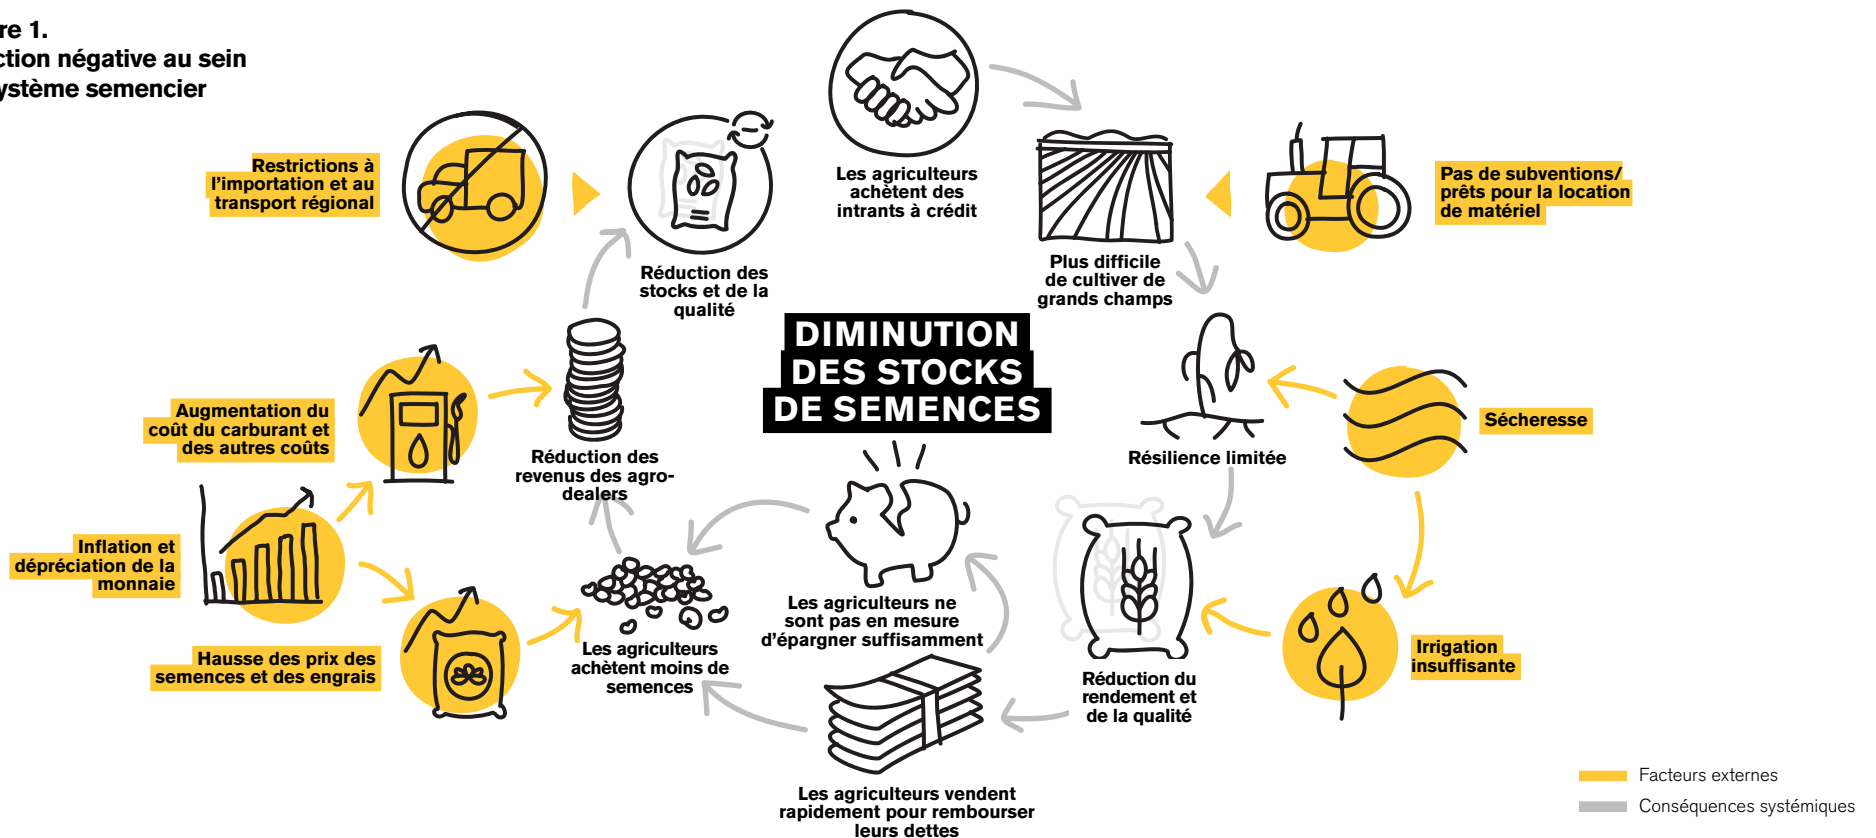 re 1.
ction négative au sein
ystème semencier
Restrictions à
l'importation et au
transport régional
Réduction des
stocks et de la
qualité
Les agriculteurs
achètent des
intrants à crédit
Plus difficile
de cultiver de
grands champs
Pas de subventions/
prêts pour la location
de matériel
DIMINUTION
DES STOCKS
DE SEMENCES
Augmentation du
coût du carburant et
des autres coûts
Réduction des
revenus des agro-
dealers
Résilience limitée
Sécheresse
Inflation et
dépréciation de la
monnaie
Les agriculteurs ne
sont pas en mesure
d'épargner suffisamment
Hausse des prix des
semences et des engrais
Les agriculteurs
achètent moins de
semences
Réduction du
rendement et
de la qualité
Irrigation
insuffisante
Les agriculteurs vendent
rapidement pour rembourser
leurs dettes
Facteurs externes
Conséquences systémiques